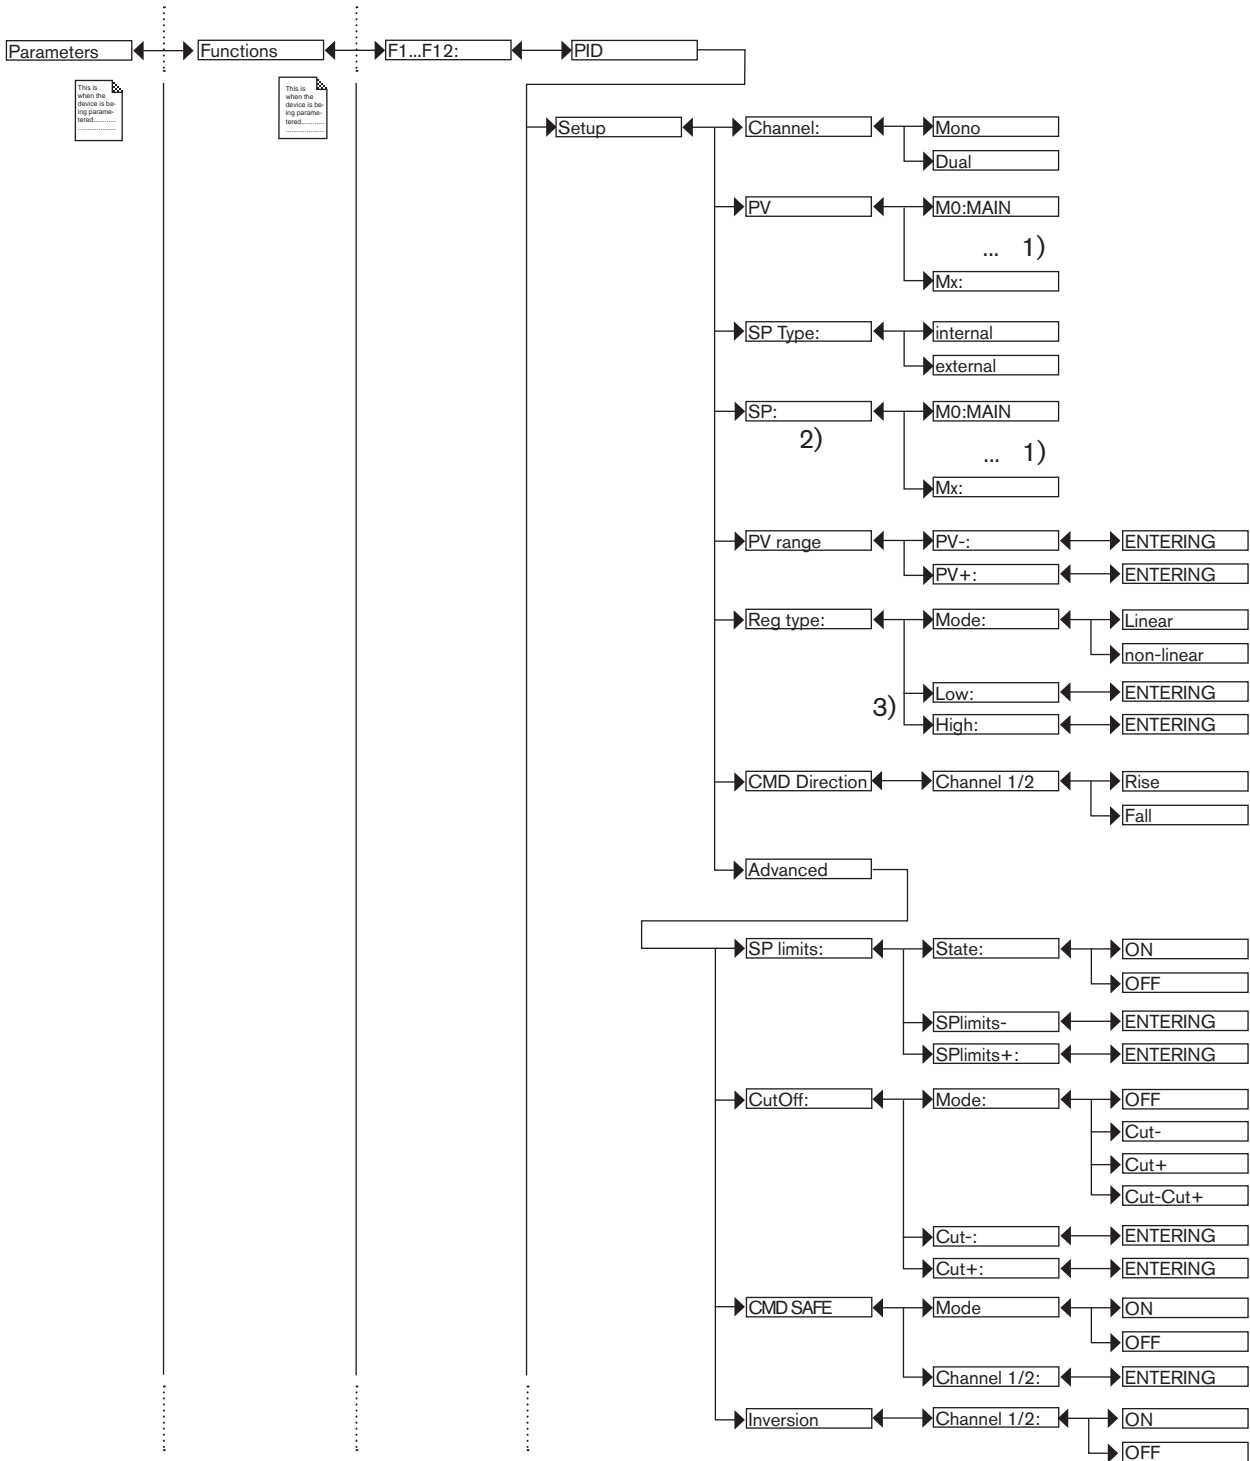 Parameters Functions F1...F12: PID
This is
when the
device is be-
ing parame-
tered............
......................
This is
when the
device is be-
ing parame-
tered............
......................
Setup Channel: Mono
Dual
PV M0:MAIN
... 1)
Mx:
SP Type: internal
external
SP: M0:MAIN
2)
... 1)
Mx:
PV range PV-: ENTERING
PV+: ENTERING
Reg type: Mode: Linear
non-linear
Low: ENTERING
3)
High: ENTERING
CMD Direction Channel 1/2 Rise
Fall
Advanced
SP limits: State: ON
OFF
SPlimits- ENTERING
SPlimits+: ENTERING
CutOff: Mode: OFF
Cut-
Cut+
Cut-Cut+
Cut-: ENTERING
Cut+: ENTERING
CMD SAFE Mode ON
OFF
Channel 1/2: ENTERING
Inversion Channel 1/2: ON
OFF